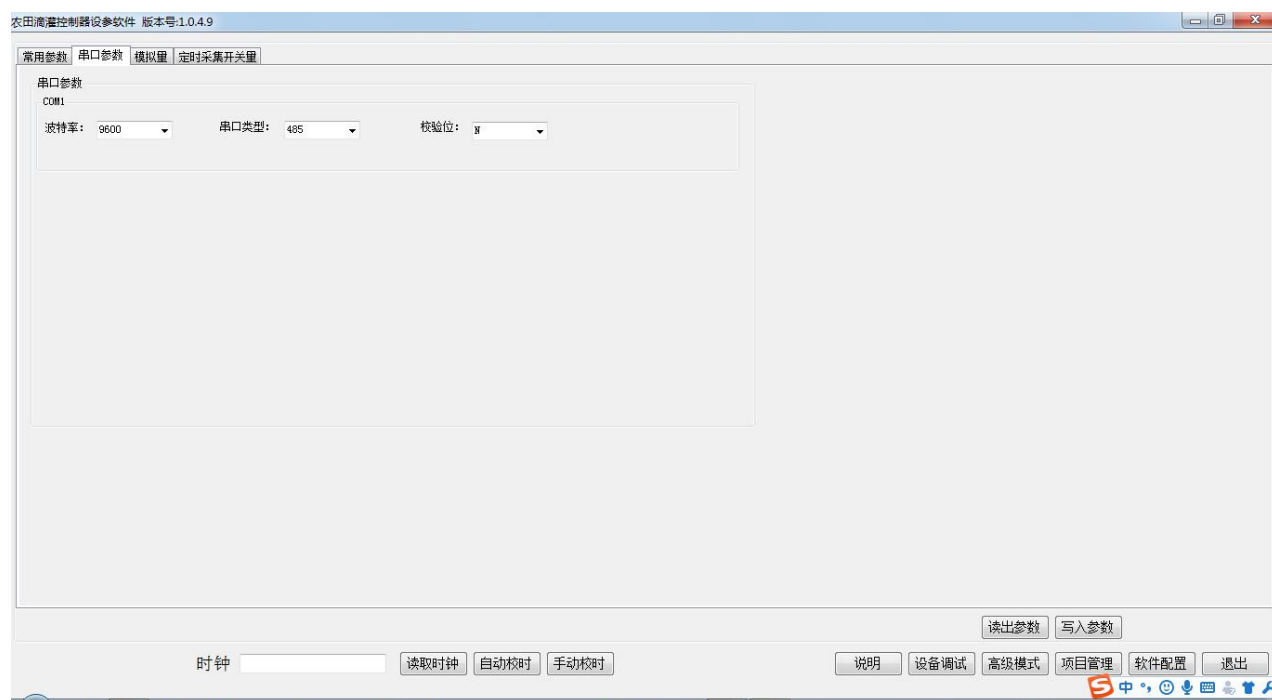 农田滴灌控制器设参软件 版本号:1.0.4.9
常用参数 串口参数 模拟量 定时采集开关量
串口参数
COM1
波特率: 9600 串口类型: 485 校验位: N
读出参数 写入参数
时钟 读取时钟 自动校时 手动校时 说明 设备调试 高级模式 项目管理 软件配置 退出
中